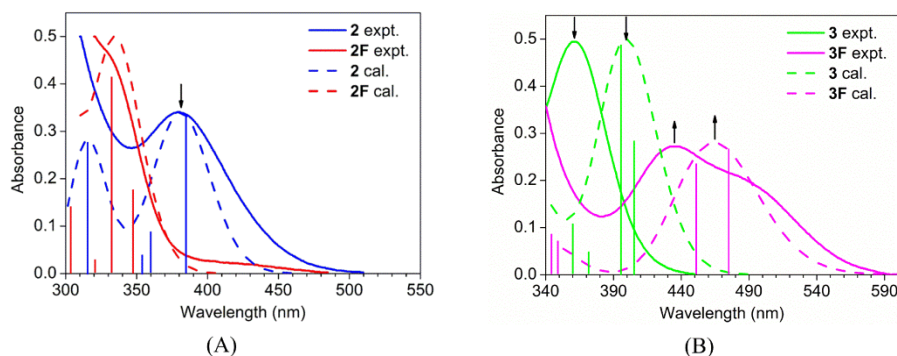 2 expt.
2F expt.
2 cal.
2F cal.
Absorbance
0.5
0.4
0.3
0.2
0.1
0.0
300 350 400 450 500 550
Wavelength (nm)
(A)
3 expt.
3F expt.
3 cal.
3F cal.
Absorbance
0.5
0.4
0.3
0.2
0.1
0.0
340 390 440 490 540 590
Wavelength (nm)
(B)